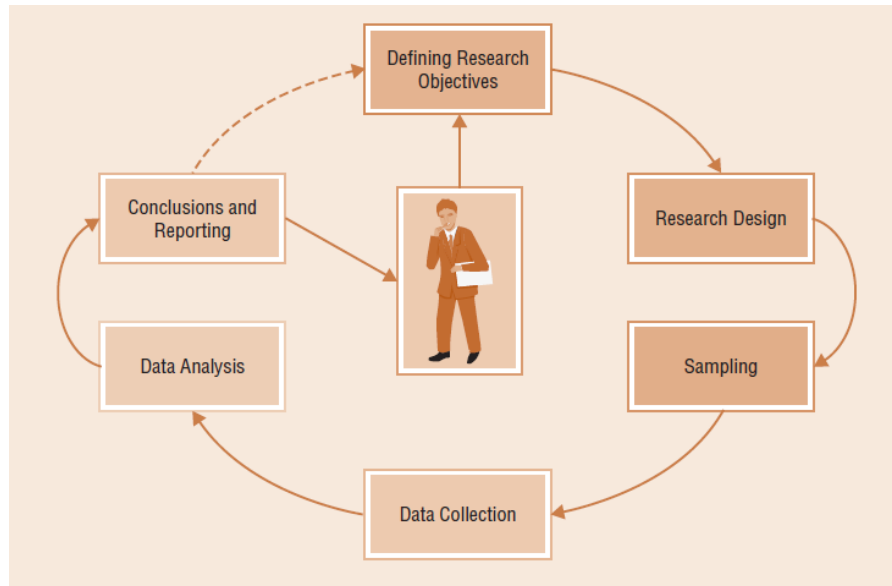 Defining Research
Objectives
Conclusions and
Reporting
Research Design
Data Analysis
Sampling
Data Collection